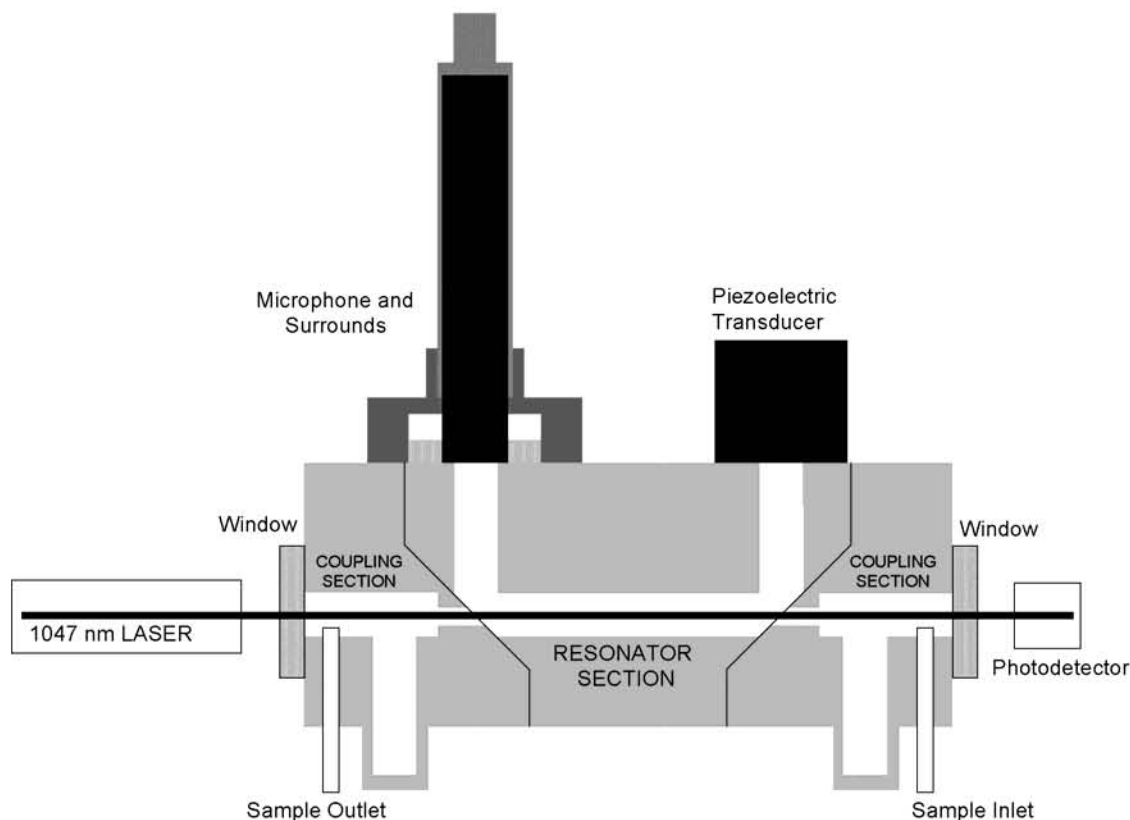 Microphone and
Surrounds
Piezoelectric
Transducer
Window
Window
COUPLING
SECTION
COUPLING
SECTION
1047 nm LASER
RESONATOR
SECTION
Photodetector
Sample Outlet
Sample Inlet